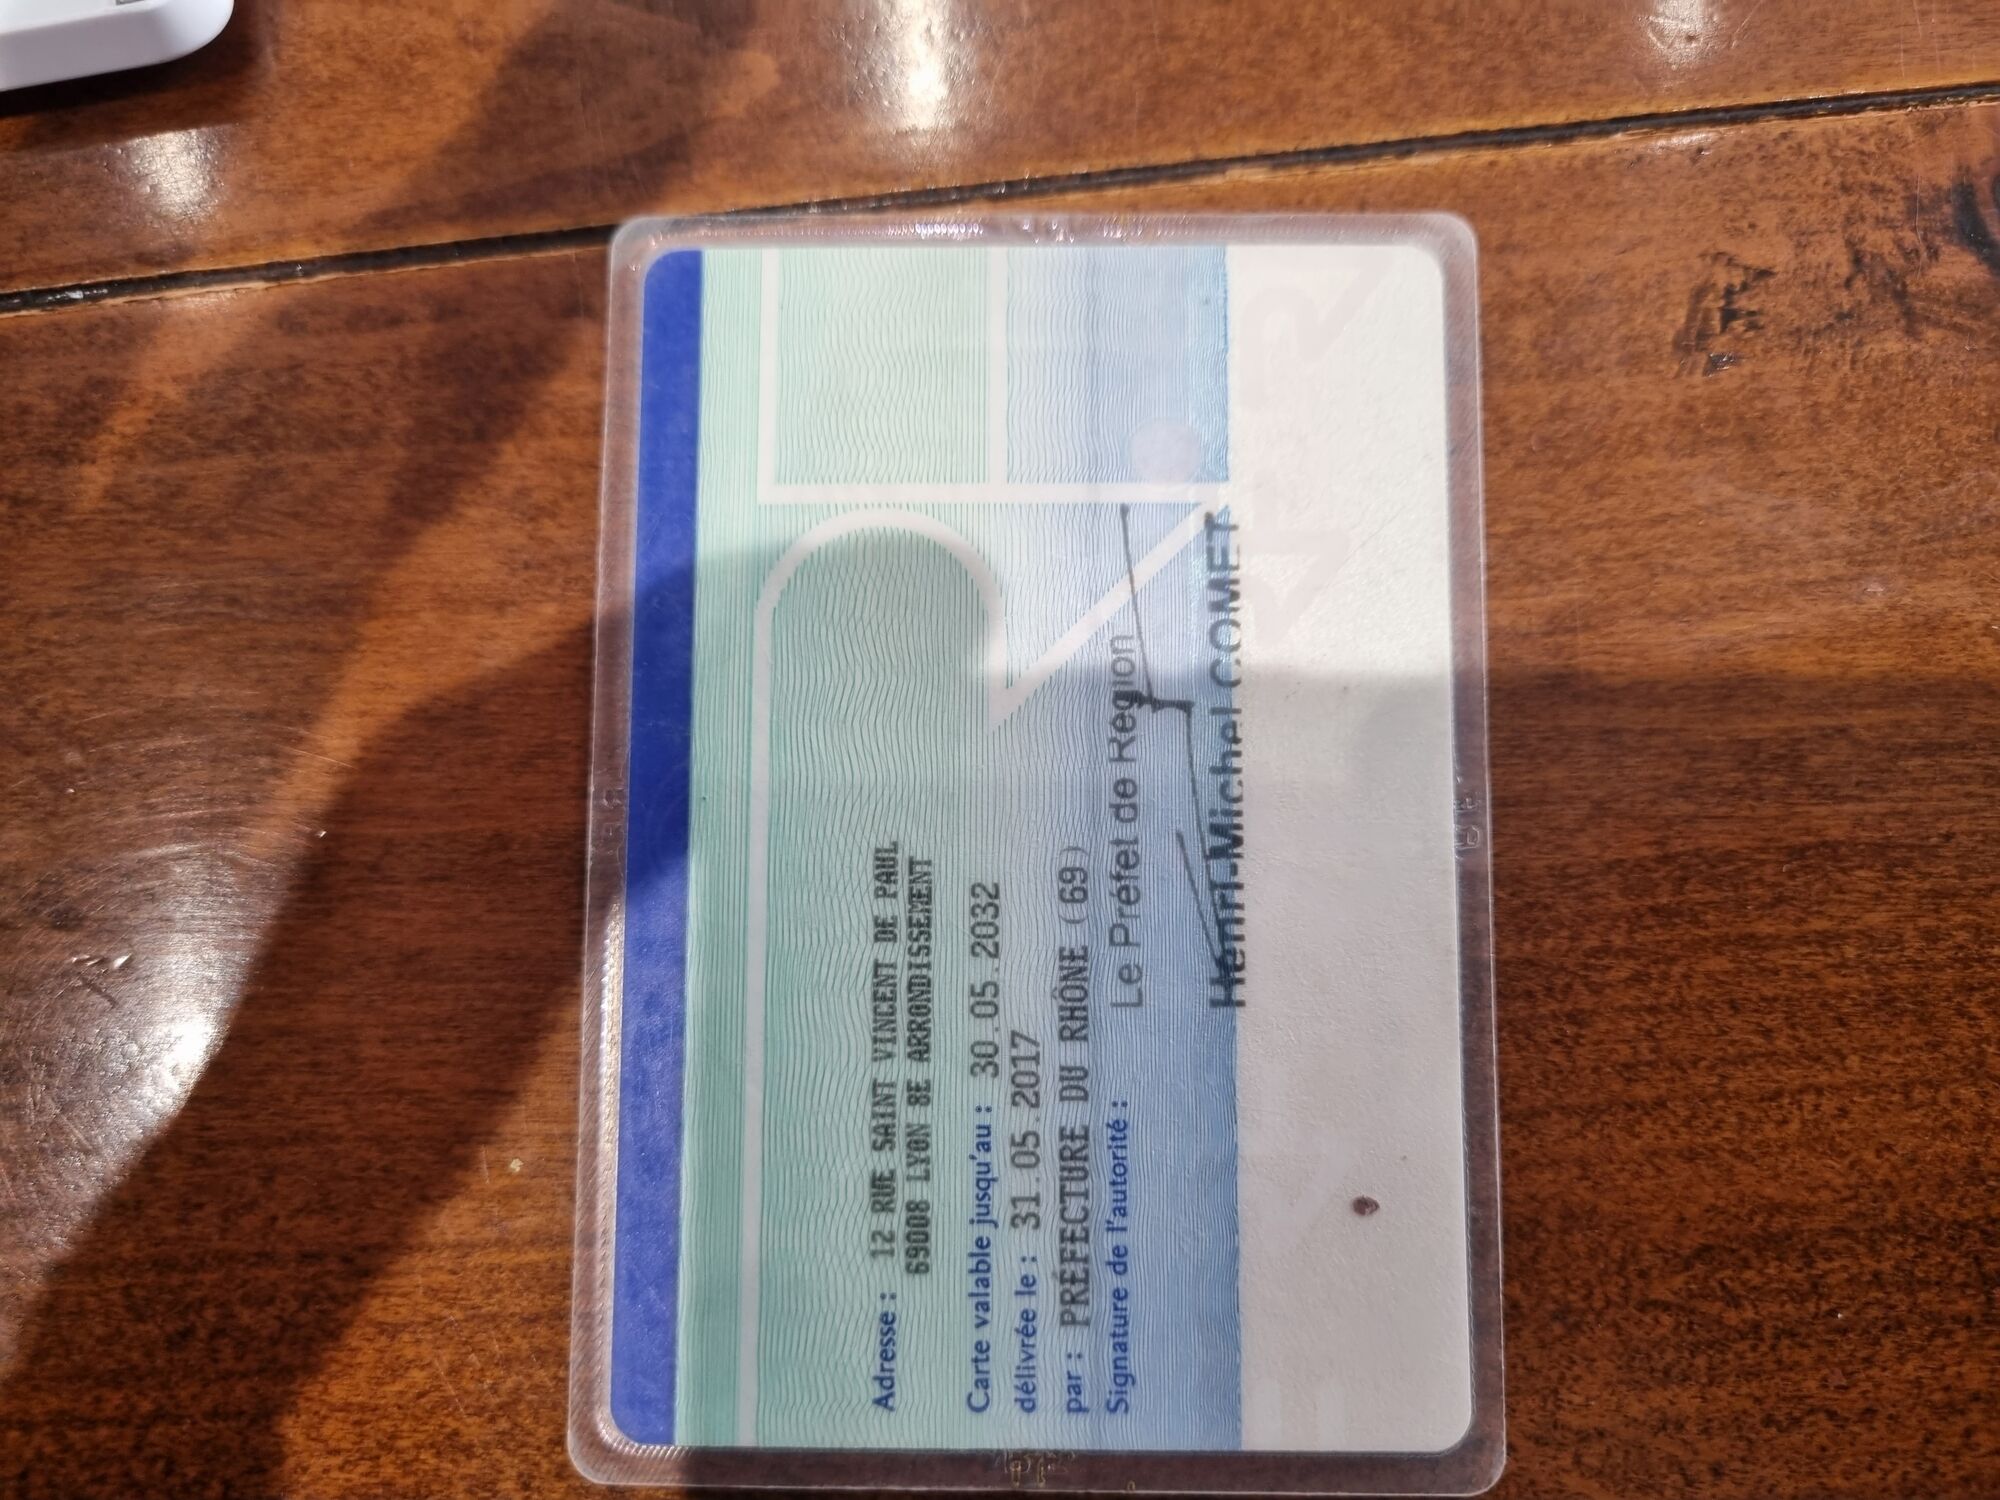 Adresse : 12 RUE SAINT VINCENT DE PAUL
69008 LYON 8E ARRONDISSEMENT
Carte valable jusqu'au : 30.05.2032
délivrée le : 31.05.2017
par : PRÉFECTURE DU RHÔNE (69)
Signature de l'autorité : Le Préfet de Région
Henri-Michel COMET